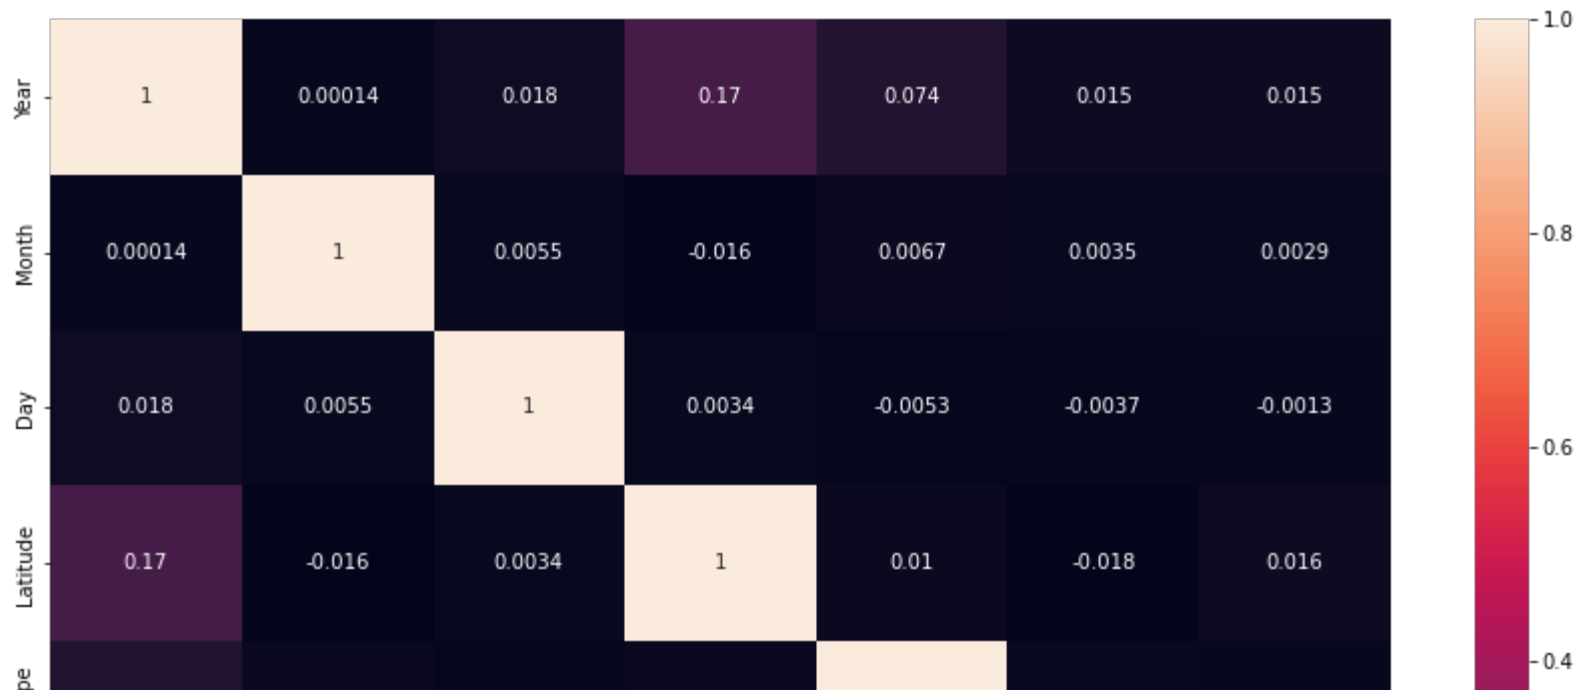 1.0
Year
1 0.00014 0.018 0.17 0.074 0.015 0.015
0.8
Month
0.00014 1 0.0055 -0.016 0.0067 0.0035 0.0029
Day
0.018 0.0055 1 0.0034 -0.0053 -0.0037 -0.0013
0.6
Latitude
0.17 -0.016 0.0034 1 0.01 -0.018 0.016
0.4
pe